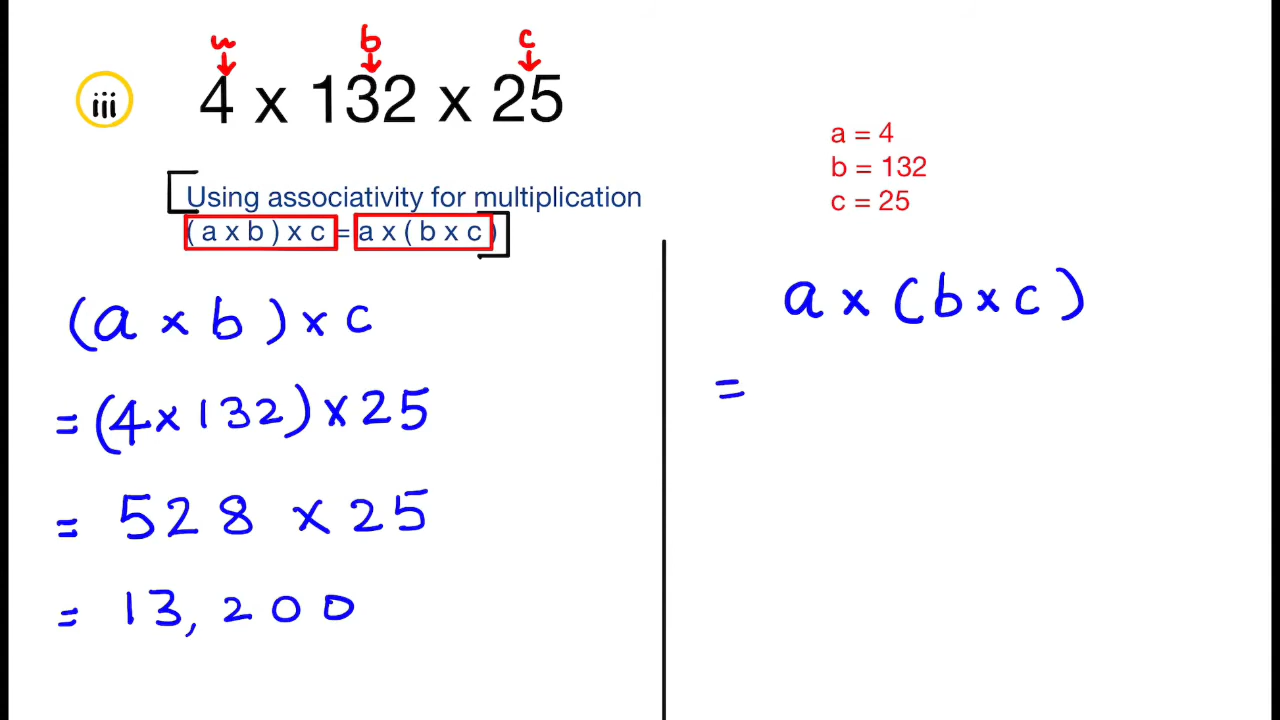 a b c
iii 4 x 132 x 25
Using associativity for multiplication
( a x b ) x c = a x ( b x c )
(a x b ) x c
= (4 x 132) x 25
= 528 x 25
= 13,200
a = 4
b = 132
c = 25
a x (b x c)
=